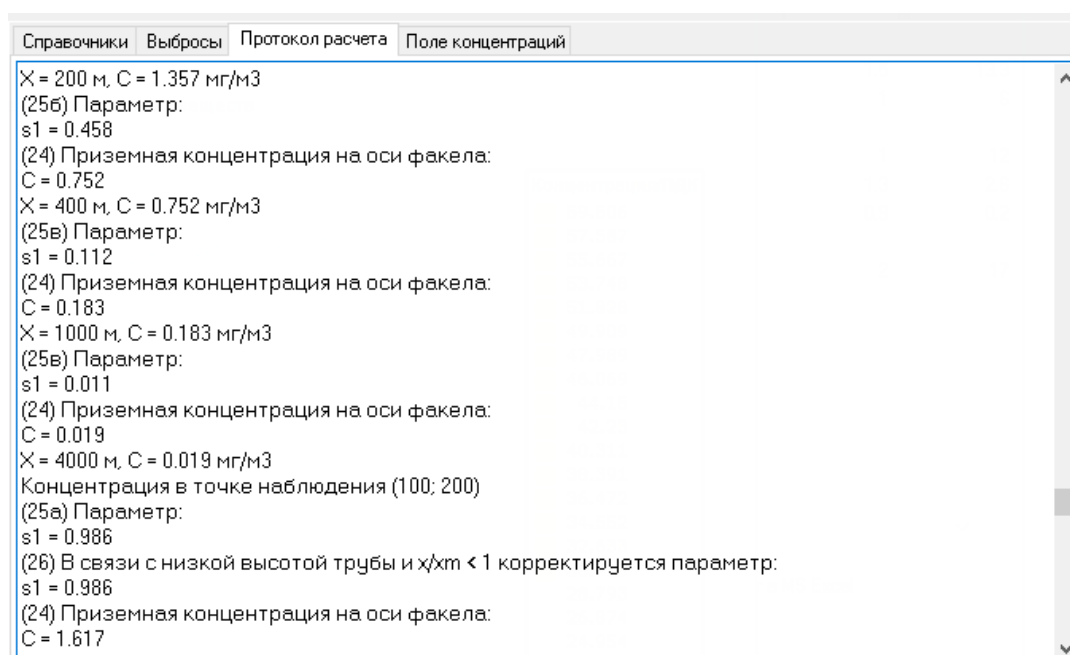 Справочники Выбросы Протокол расчета Поле концентраций
X = 200 м, C = 1.357 мг/м3
(25б) Параметр:
s1 = 0.458
(24) Приземная концентрация на оси факела:
C = 0.752
X = 400 м, C = 0.752 мг/м3
(25в) Параметр:
s1 = 0.112
(24) Приземная концентрация на оси факела:
C = 0.183
X = 1000 м, C = 0.183 мг/м3
(25в) Параметр:
s1 = 0.011
(24) Приземная концентрация на оси факела:
C = 0.019
X = 4000 м, C = 0.019 мг/м3
Концентрация в точке наблюдения (100; 200)
(25а) Параметр:
s1 = 0.986
(26) В связи с низкой высотой трубы и x/xm < 1 корректируется параметр:
s1 = 0.986
(24) Приземная концентрация на оси факела:
C = 1.617